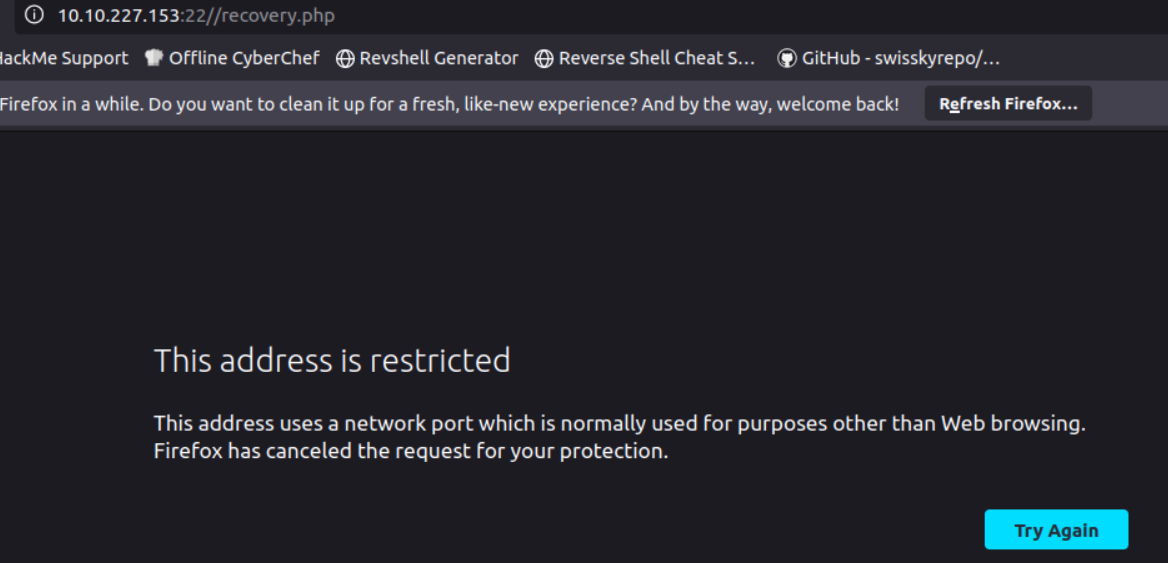 10.10.227.153:22//recovery.php
HackMe Support Offline CyberChef Revshell Generator Reverse Shell Cheat S... GitHub - swisskyrepo/...
Firefox in a while. Do you want to clean it up for a fresh, like-new experience? And by the way, welcome back! Refresh Firefox...
This address is restricted
This address uses a network port which is normally used for purposes other than Web browsing.
Firefox has canceled the request for your protection.
Try Again